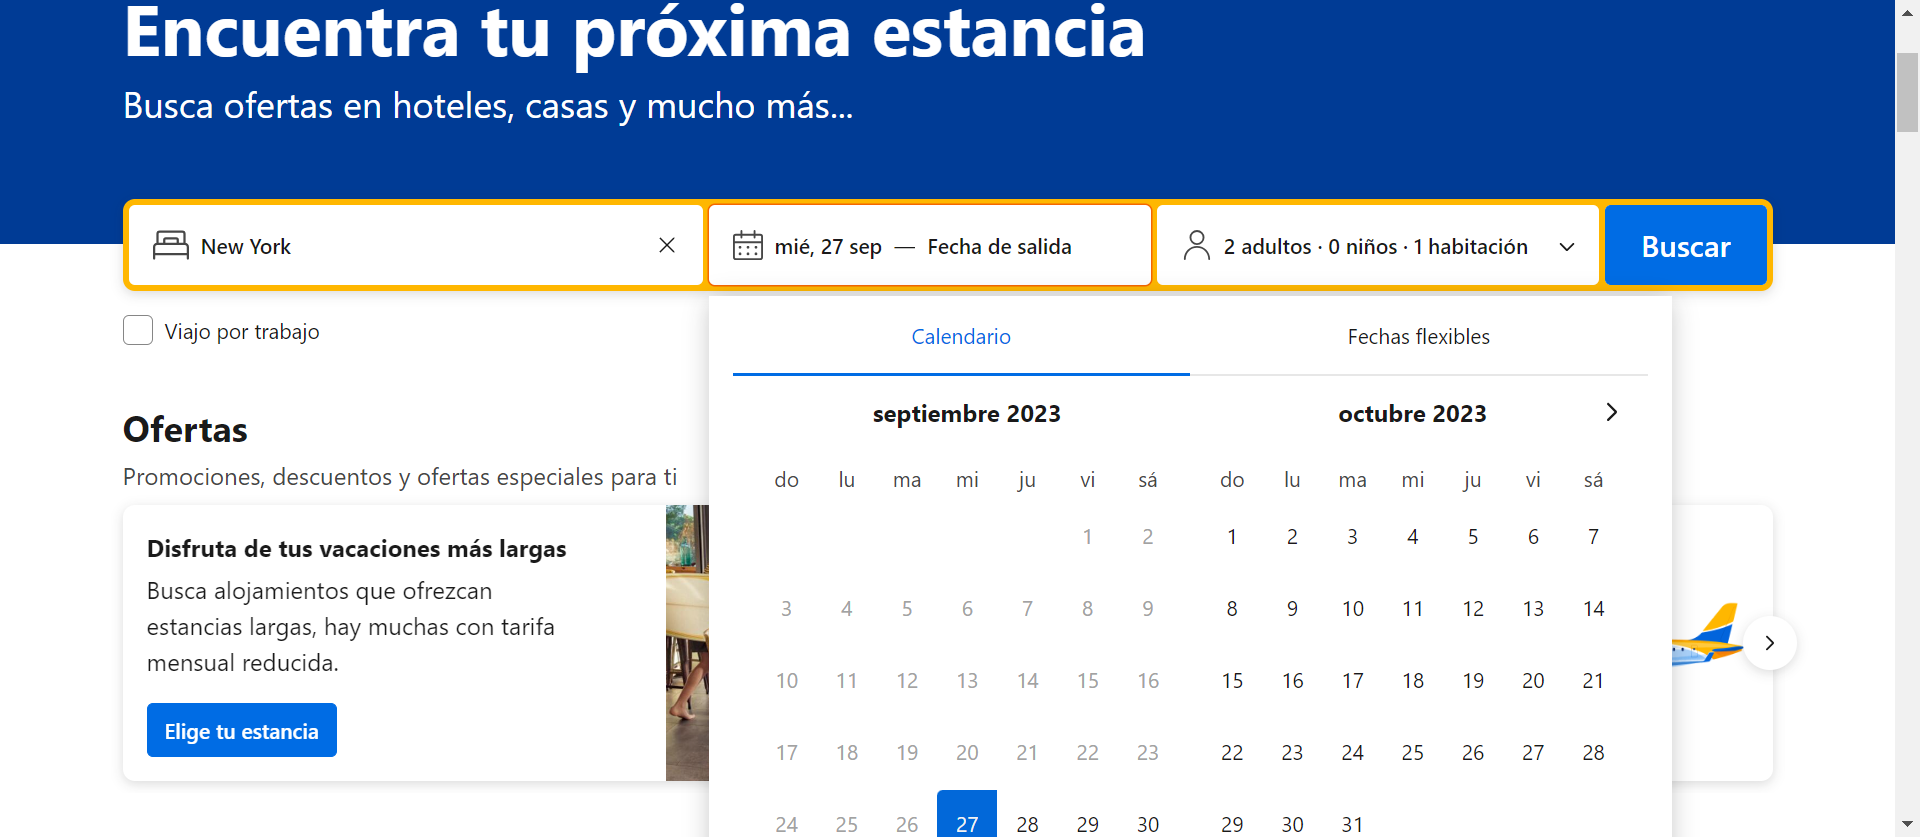 Encuentra tu próxima estancia
Busca ofertas en hoteles, casas y mucho más...
New York
mié, 27 sep — Fecha de salida
2 adultos · 0 niños · 1 habitación
Buscar
Viajo por trabajo
Calendario
Fechas flexibles
Ofertas
Promociones, descuentos y ofertas especiales para ti
Disfruta de tus vacaciones más largas
Busca alojamientos que ofrezcan
estancias largas, hay muchas con tarifa
mensual reducida.
Elige tu estancia
septiembre 2023
do lu ma mi ju vi sá
1 2
3 4 5 6 7 8 9
10 11 12 13 14 15 16
17 18 19 20 21 22 23
24 25 26 27 28 29 30
octubre 2023
do lu ma mi ju vi sá
1 2 3 4 5 6 7
8 9 10 11 12 13 14
15 16 17 18 19 20 21
22 23 24 25 26 27 28
29 30 31